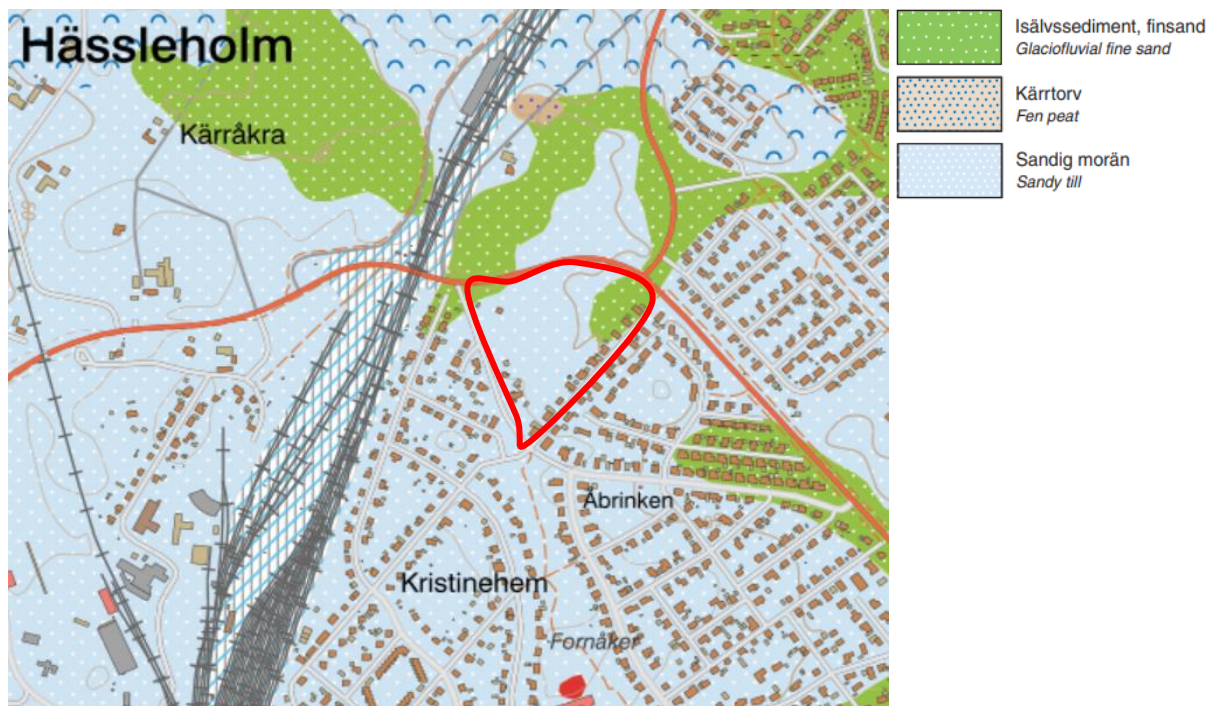 Hässleholm
Kärråkra
Åbrinken
Kristinehem
Fornåker
Isälvssediment, finsand
Glaciofluvial fine sand
Kärrtorv
Fen peat
Sandig morän
Sandy till